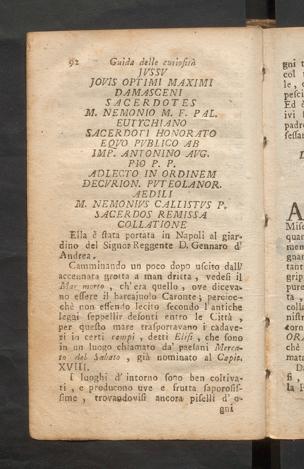 92 Guida delle curiosità
IVSSV
JOVIS OPTIMI MAXIMI
DAMASCENI
SACERDOTES
M. NEMONIO M. F. PAL.
EUTYCHIANO
SACERDOTI HONORATO
EQVO PVBLICO AB
IMP. ANTONINO AVG.
PIO P. P.
ADLECTO IN ORDINEM
DECVRION. PVTEOLANOR.
AEDILI
M. NEMONIVS CALLISTVS P.
SACERDOS REMISSA
COLLATIONE
Ella è stata portata in Napoli al giar-
dino del Signor Reggente D. Gennaro d'
Andrea.
Camminando un poco dopo uscito dall'
accennata grotta a man dritta, vedesi il
Mar morto, ch'era quello, ove diceva-
no essere il barcajuolo Caronte; percioc-
chè non essendo lecito secondo l'antiche
leggi seppellir defonti entro le Città,
per questo mare trasportavano i cadave-
ri in certi campi, detti Elisj, che sono
in un luogo chiamato da' paesani Merca-
to del Sabato, già nominato al Capit.
XVIII.
I luoghi d'intorno sono ben coltiva-
ti, e producono uve e frutta saporosis-
sime, trovandovisi ancora piselli d'o-
gni